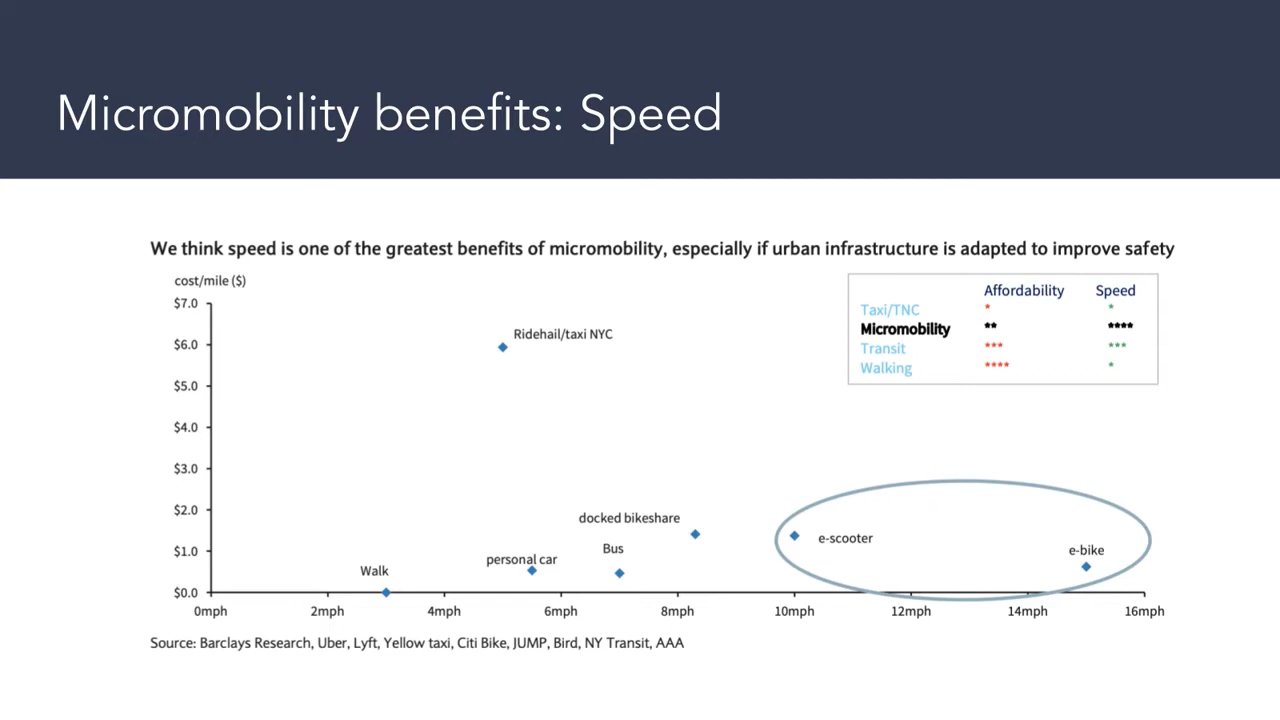 Micromobility benefits: Speed
We think speed is one of the greatest benefits of micromobility, especially if urban infrastructure is adapted to improve safety
cost/mile ($)
Affordability Speed
Taxi/TNC * *
Micromobility ** ****
Transit *** ***
Walking **** *
$7.0
$6.0
$5.0
$4.0
$3.0
$2.0
$1.0
$0.0
Ridehail/taxi NYC
docked bikeshare
e-scooter
Bus
e-bike
personal car
Walk
0mph 2mph 4mph 6mph 8mph 10mph 12mph 14mph 16mph
Source: Barclays Research, Uber, Lyft, Yellow taxi, Citi Bike, JUMP, Bird, NY Transit, AAA